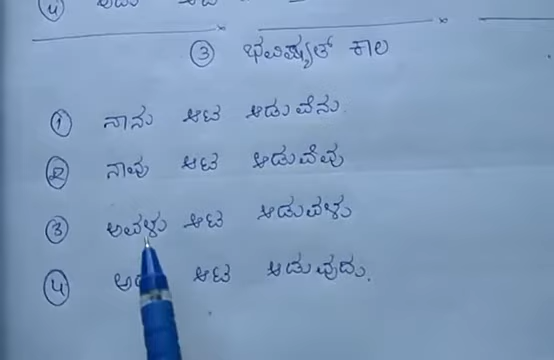 ③ ಭವಿಷ್ಯತ್ ಕಾಲ
① ನಾನು ಆಟ ಆಡುವೆನು.
② ನಾವು ಆಟ ಆಡುವೆವು
③ ಅವಳು ಆಟ ಆಡುವಳು
④ ಆಟ ಆಡುವುದು.